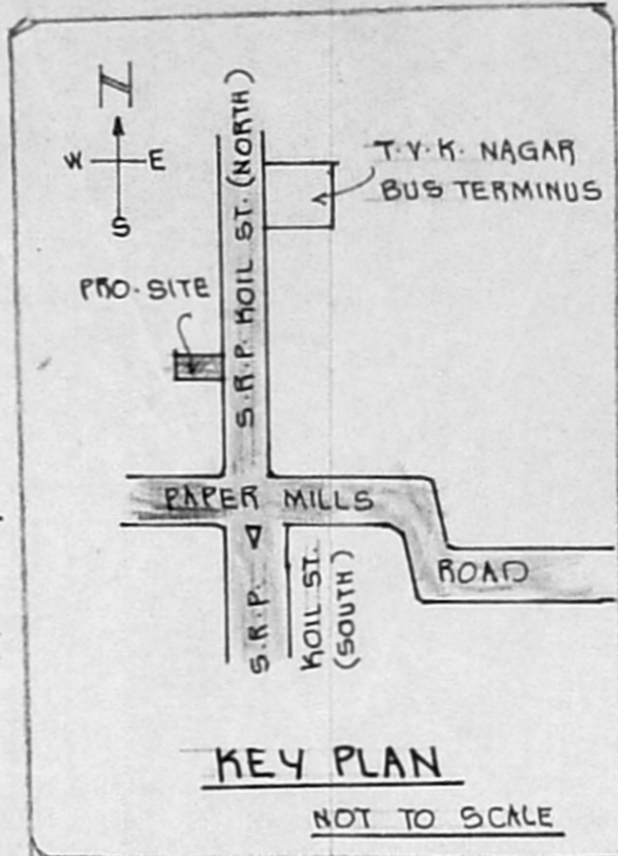 N
W E
S
S.R.P. KOIL ST. (NORTH)
T.V.K. NAGAR
BUS TERMINUS
PRO.SITE
PAPER MILLS
ROAD
S.R.P.
KOIL ST.
(SOUTH)
KEY PLAN
NOT TO SCALE